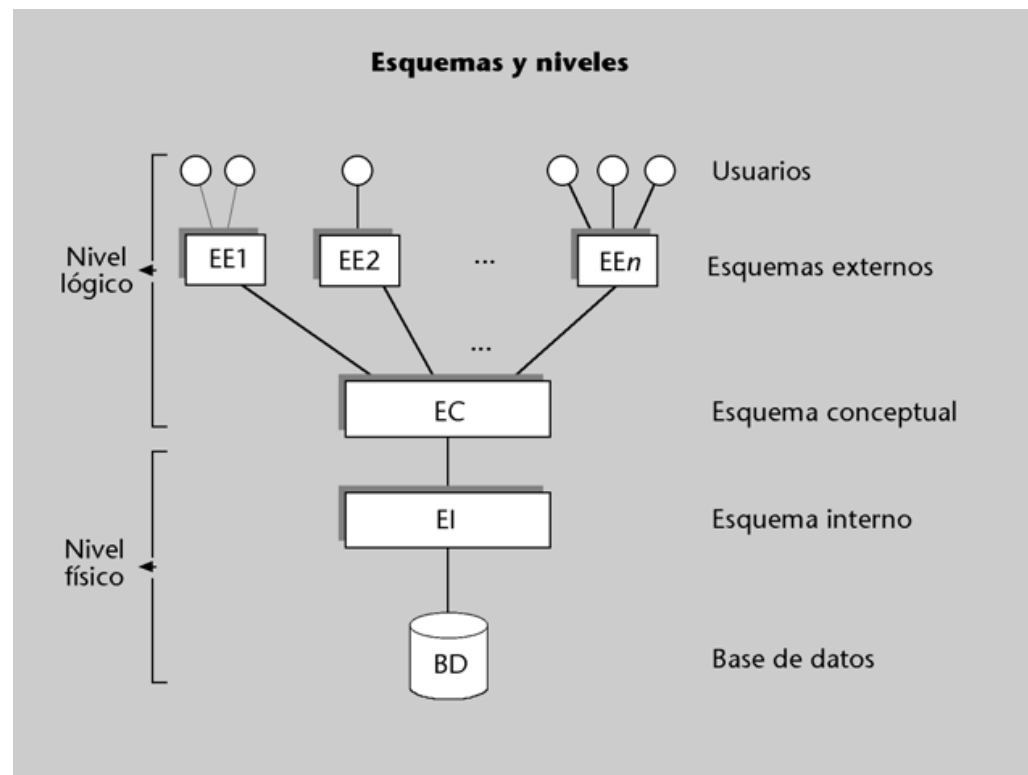 Esquemas y niveles
Usuarios
Nivel
lógico
EE1
EE2
...
EEn
Esquemas externos
...
EC
Esquema conceptual
Nivel
físico
EI
Esquema interno
BD
Base de datos